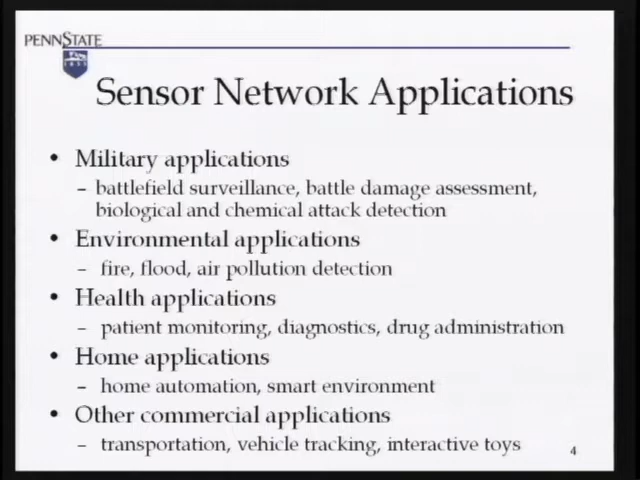 PENNSTATE
1855
Sensor Network Applications
• Military applications
– battlefield surveillance, battle damage assessment,
biological and chemical attack detection
• Environmental applications
– fire, flood, air pollution detection
• Health applications
– patient monitoring, diagnostics, drug administration
• Home applications
– home automation, smart environment
• Other commercial applications
– transportation, vehicle tracking, interactive toys
4